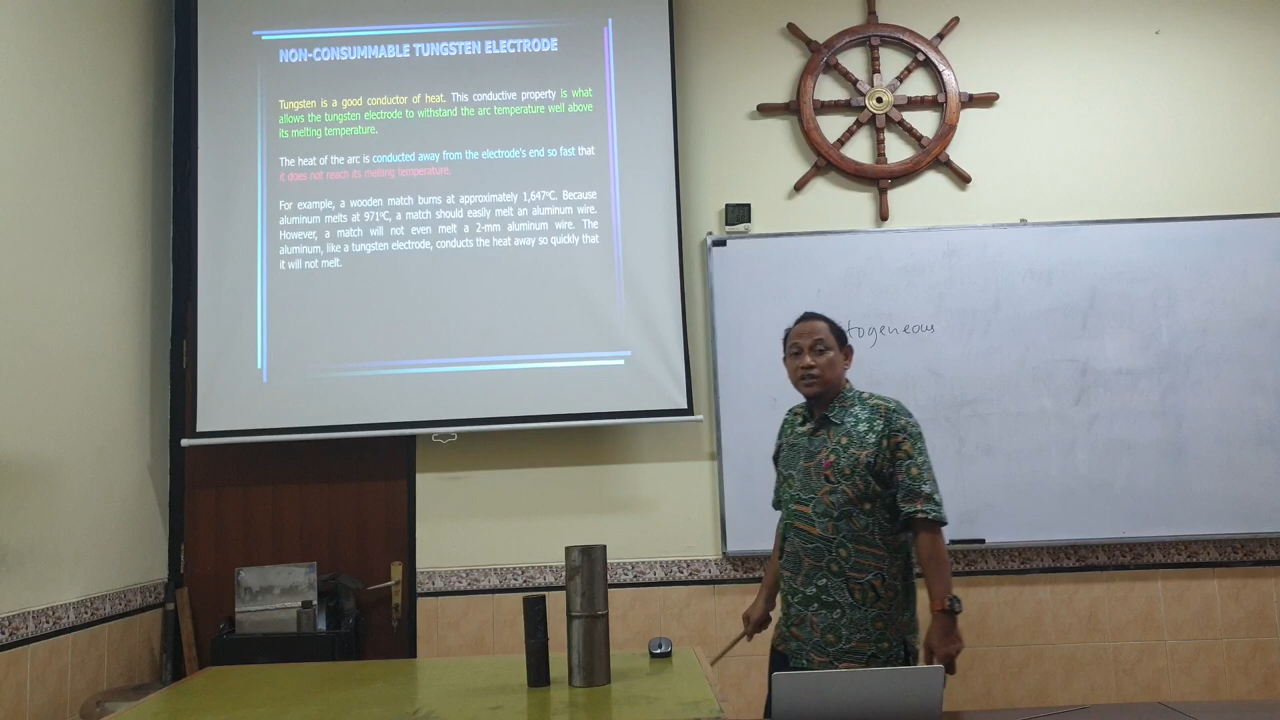 NON-CONSUMMABLE TUNGSTEN ELECTRODE
Tungsten is a good conductor of heat. This conductive property is what
allows the tungsten electrode to withstand the arc temperature well above
its melting temperature.
The heat of the arc is conducted away from the electrode's end so fast that
it does not reach its melting temperature.
For example, a wooden match burns at approximately 1,647ºC. Because
aluminum melts at 971ºC, a match should easily melt an aluminum wire.
However, a match will not even melt a 2-mm aluminum wire. The
aluminum, like a tungsten electrode, conducts the heat away so quickly that
it will not melt.
togeneous